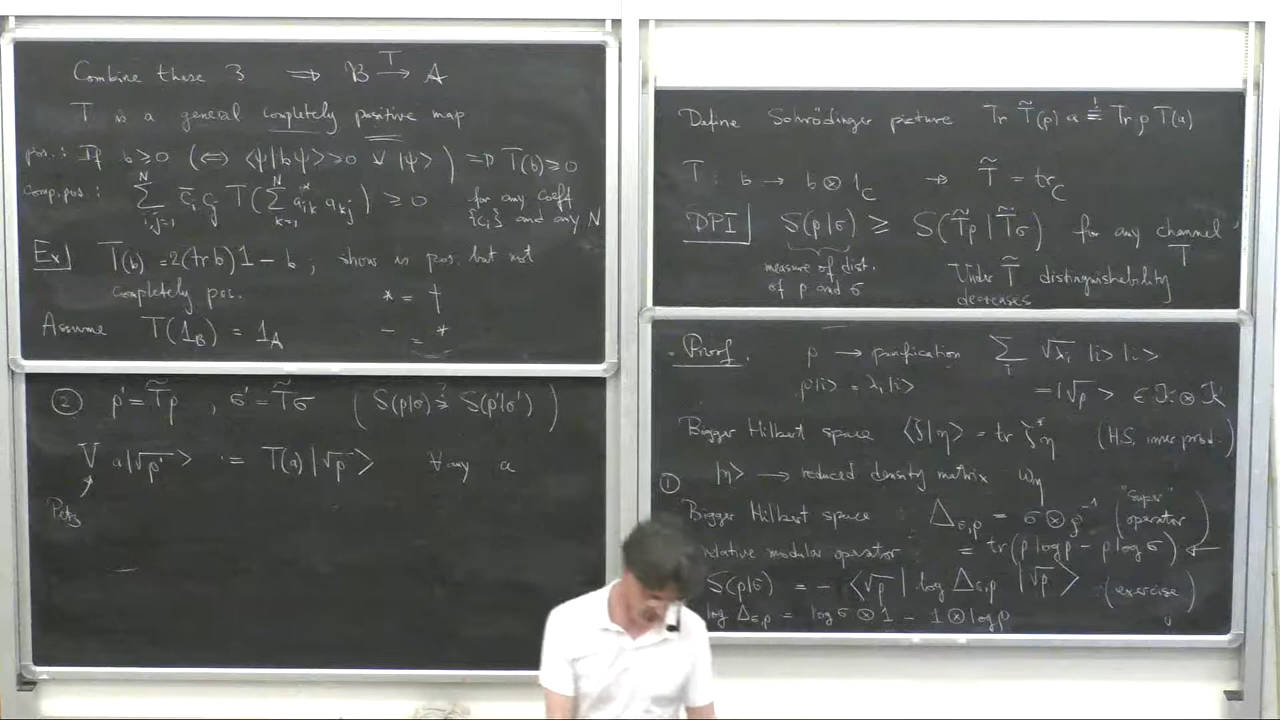 Combine these 3 ⟹ B →^T A
T is a general completely positive map
pos.: If b ≥ 0 (⟺ ⟨ψ|bψ⟩ > 0 ∀ |ψ⟩) ⟹ T(b) ≥ 0
comp. pos.: ∑_{i,j=1}^N c̄_i c_j T(∑_{k=1}^N a*_{ik} a_{kj}) ≥ 0 for any coeff {c_i} and any N
Ex] T(b) = 2(tr b)1 - b ; show is pos. but not
completely pos. * = †
Assume T(1_B) = 1_A - = *
② ρ' = T̃ρ , σ' = T̃σ (S(ρ|σ) ≥? S(ρ'|σ'))
V a|√ρ'⟩ := T(a)|√ρ⟩ ∀ any a
Petz
Define Schrödinger picture Tr T̃(ρ) a ≡! Tr ρ T(a)
T : b → b ⊗ 1_C ⇒ T̃ = tr_C
DPI] S(ρ|σ) ≥ S(T̃ρ|T̃σ) for any channel T
measure of dist. of ρ and σ
Under T̃ distinguishability decreases
Proof. ρ → purification ∑_i √λ_i |i⟩|i⟩
ρ|i⟩ = λ_i|i⟩ = |√ρ⟩ ∈ H ⊗ H
Bigger Hilbert space ⟨ζ|η⟩ = tr ζ*η (H.S. inner prod.)
|η⟩ → reduced density matrix ω_η
① Bigger Hilbert space : Δ_{σ,ρ} = σ ⊗ ρ^{-1} ("super" operator)
relative modular operator = tr(ρ log ρ - ρ log σ) ←
S(ρ|σ) = - ⟨√ρ| log Δ_{σ,ρ} |√ρ⟩ (exercise)
log Δ_{σ,ρ} = log σ ⊗ 1 - 1 ⊗ log ρ